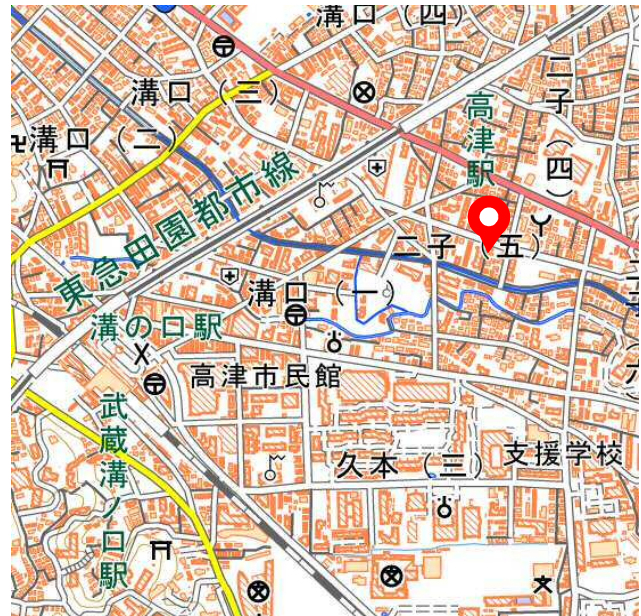 溝口（四）
溝口（三）
溝口（二）
二子（四）
高津駅
東急田園都市線
二子（五）
溝口（一）
溝の口駅
高津市民館
武蔵溝ノ口駅
久本（三）
支援学校